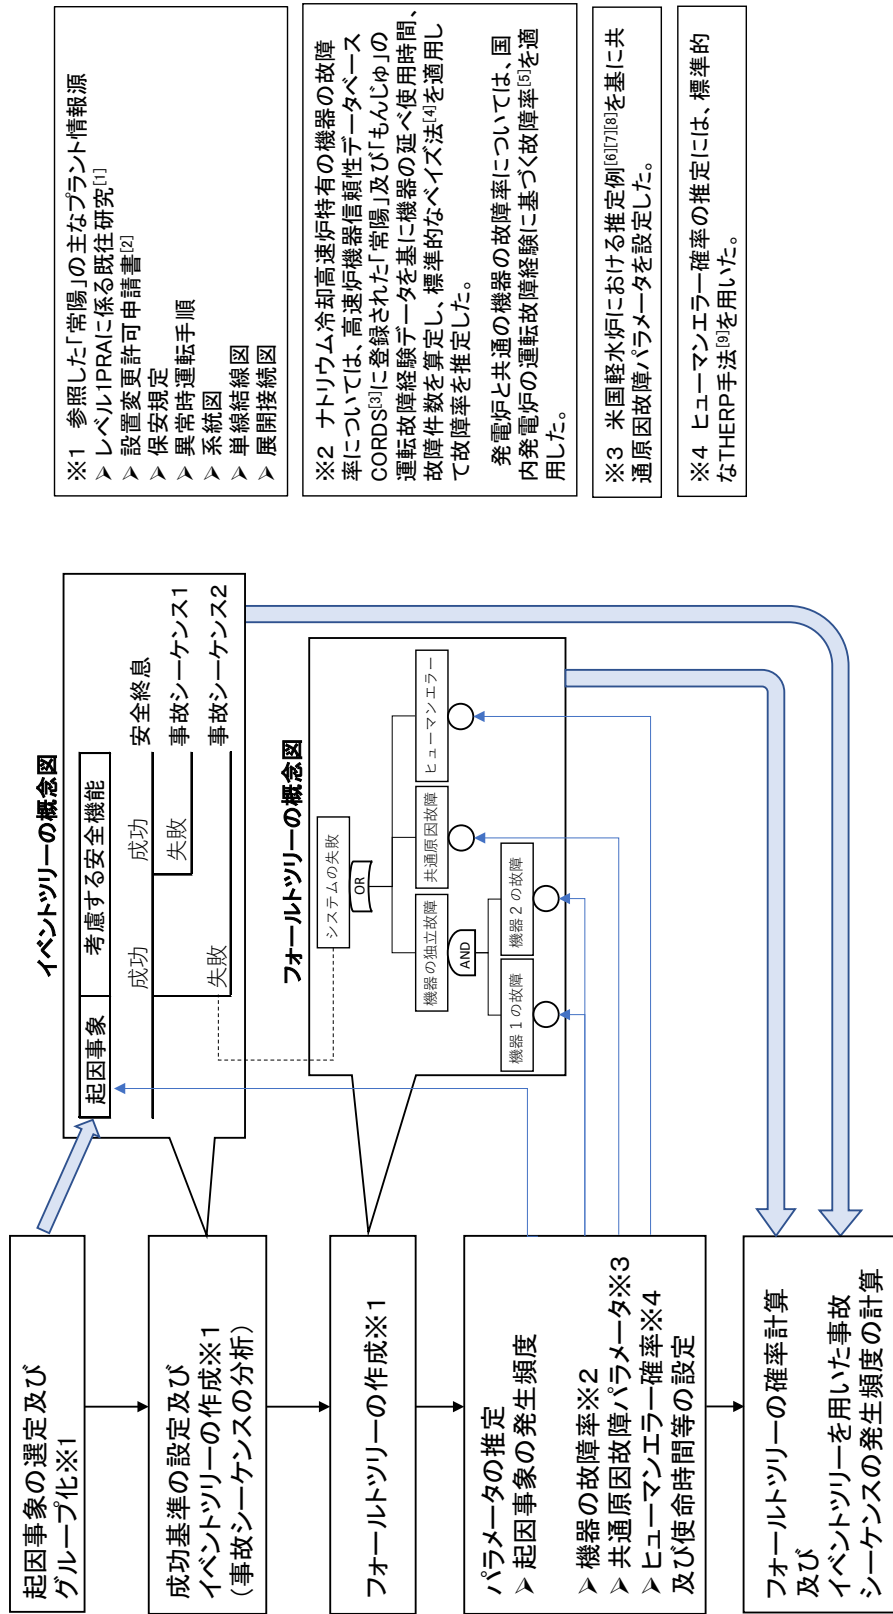 起因事象の選定及び
グループ化※1
成功基準の設定及び
イベントツリーの作成※1
(事故シーケンスの分析)
フォールトツリーの作成※1
パラメータの推定
➢ 起因事象の発生頻度
➢ 機器の故障率※2
➢ 共通原因故障パラメータ※3
➢ ヒューマンエラー確率※4
及び使命時間等の設定
フォールトツリーの確率計算
及び
イベントツリーを用いた事故
シーケンスの発生頻度の計算
イベントツリーの概念図
起因事象
考慮する安全機能
成功
成功
安全終息
失敗
事故シーケンス1
失敗
事故シーケンス2
フォールトツリーの概念図
システムの失敗
OR
機器の独立故障
共通原因故障
ヒューマンエラー
AND
機器1の故障
機器2の故障
※1 参照した「常陽」の主なプラント情報源
➢ レベル1PRAに係る既往研究[1]
➢ 設置変更許可申請書[2]
➢ 保安規定
➢ 異常時運転手順
➢ 系統図
➢ 単線結線図
➢ 展開接続図
※2 ナトリウム冷却高速炉特有の機器の故障
率については、高速炉機器信頼性データベース
CORDS[3]に登録された「常陽」及び「もんじゅ」の
運転故障経験データを基に機器の延べ使用時間、
故障件数を算定し、標準的なベイズ法[4]を適用し
て故障率を推定した。
発電炉と共通の機器の故障率については、国
内発電炉の運転故障経験に基づく故障率[5]を適
用した。
※3 米国軽水炉における推定例[6][7][8]を基に共
通原因故障パラメータを設定した。
※4 ヒューマンエラー確率の推定には、標準的
なTHERP手法[9]を用いた。